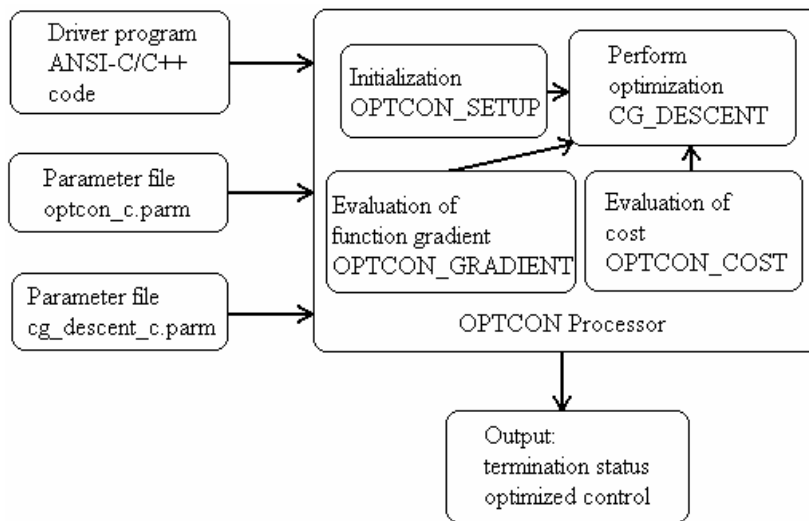 Driver program
ANSI-C/C++
code
Initialization
OPTCON_SETUP
Perform
optimization
CG_DESCENT
Parameter file
optcon_c.parm
Evaluation of
function gradient
OPTCON_GRADIENT
Evaluation of
cost
OPTCON_COST
Parameter file
cg_descent_c.parm
OPTCON Processor
Output:
termination status
optimized control